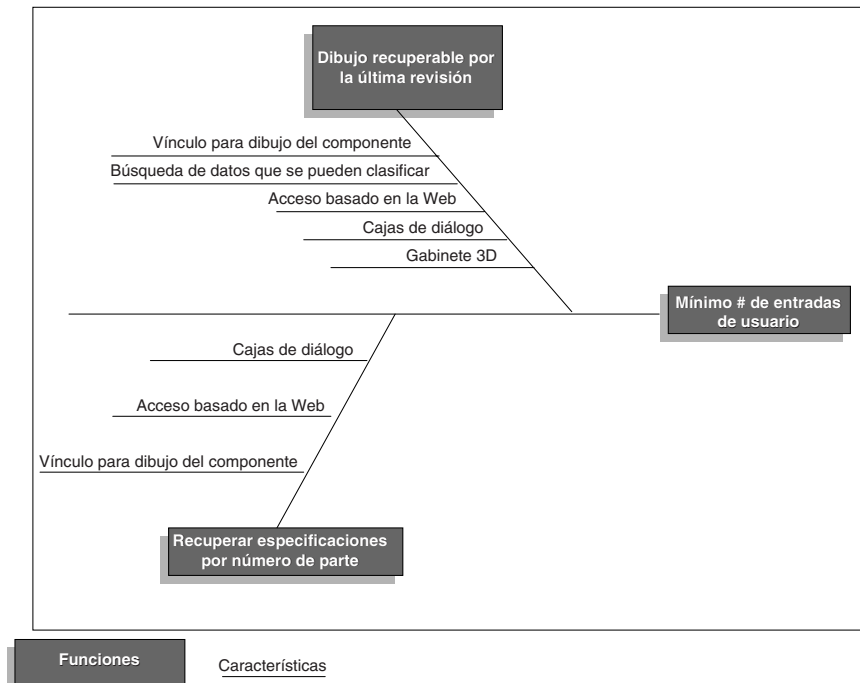 Dibujo recuperable por
la última revisión
Vínculo para dibujo del componente
Búsqueda de datos que se pueden clasificar
Acceso basado en la Web
Cajas de diálogo
Gabinete 3D
Mínimo # de entradas
de usuario
Cajas de diálogo
Acceso basado en la Web
Vínculo para dibujo del componente
Recuperar especificaciones
por número de parte
Funciones
Características